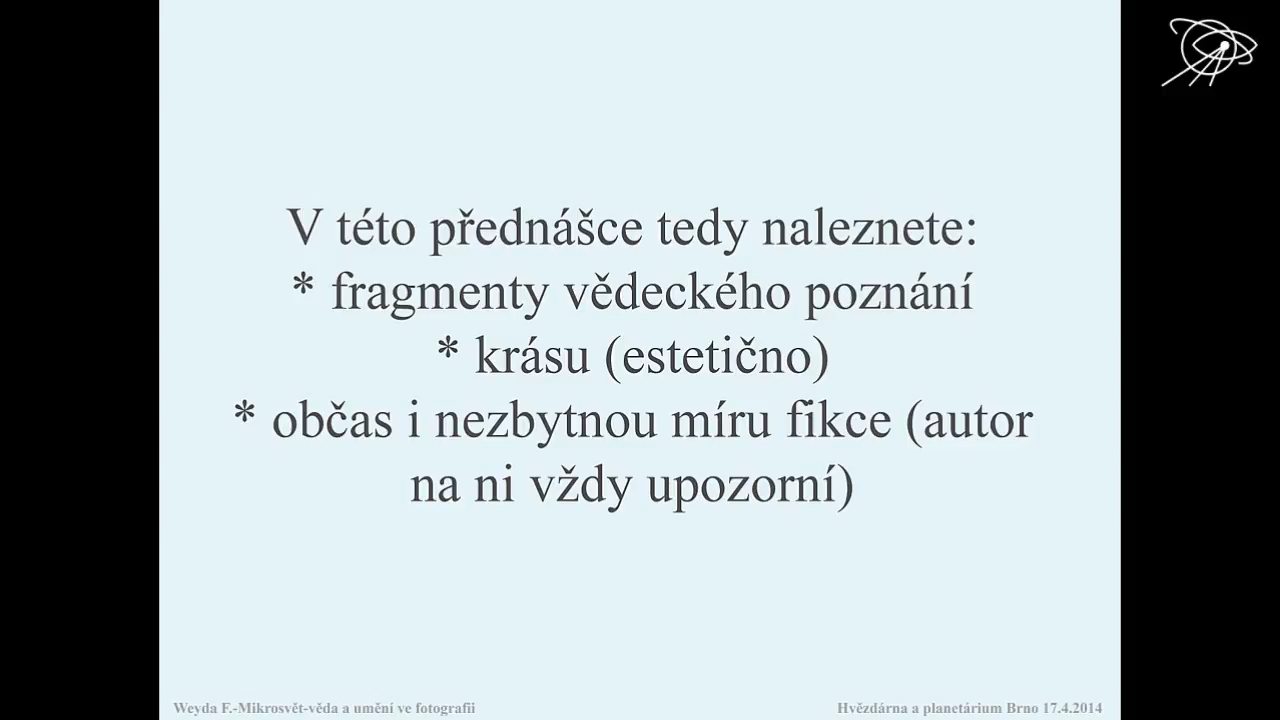 V této přednášce tedy naleznete:
* fragmenty vědeckého poznání
* krásu (estetično)
* občas i nezbytnou míru fikce (autor
na ni vždy upozorní)
Weyda F.-Mikrosvět-věda a umění ve fotografii
Hvězdárna a planetárium Brno 17.4.2014